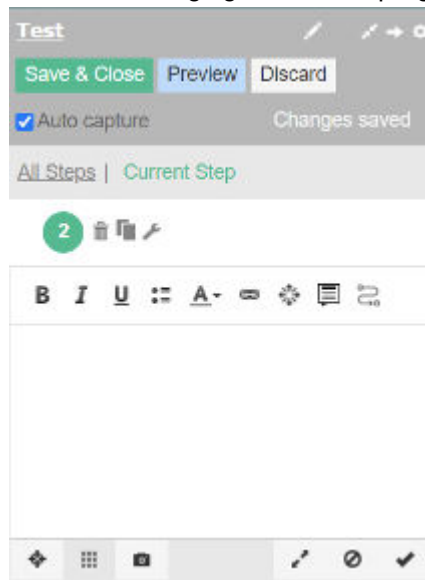 Test
Save & Close Preview Discard
Auto capture Changes saved
All Steps | Current Step
2
B I U A